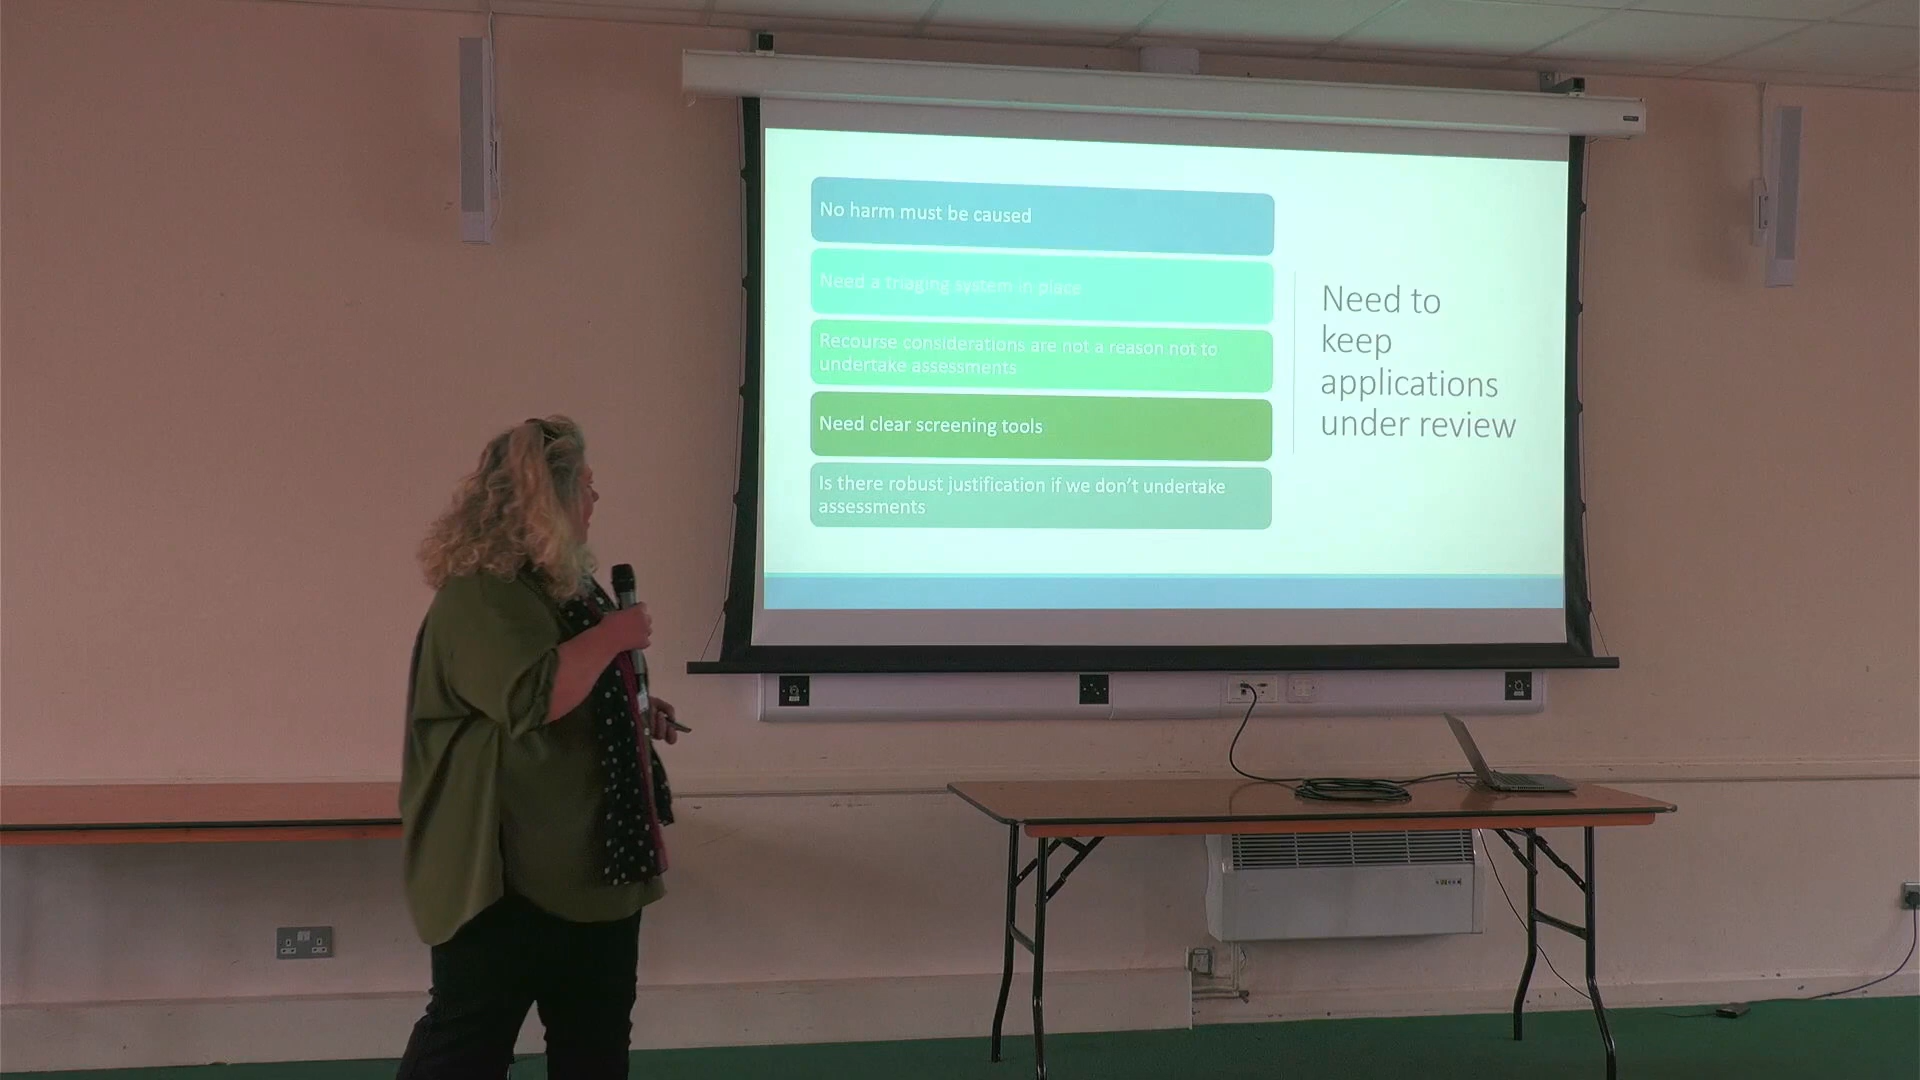 No harm must be caused
Need a triaging system in place
Recourse considerations are not a reason not to
undertake assessments
Need clear screening tools
Is there robust justification if we don't undertake
assessments
Need to
keep
applications
under review